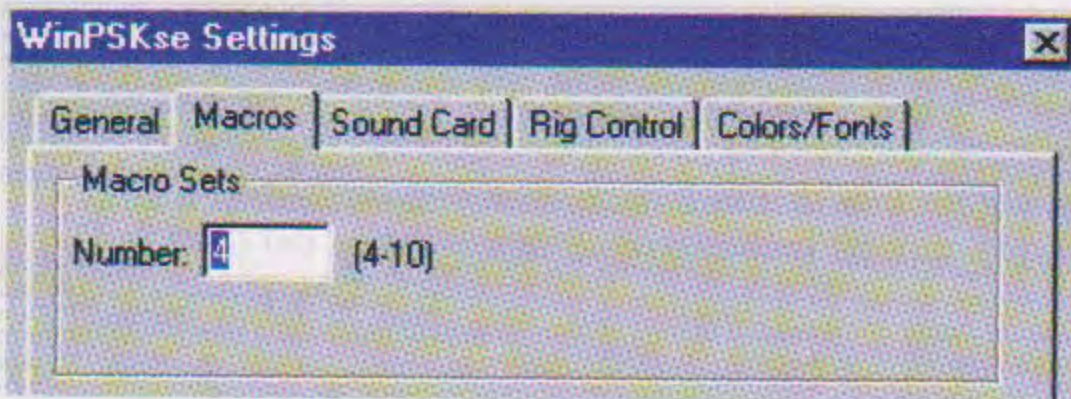 WinPSKse Settings
General Macros Sound Card Rig Control Colors/Fonts
Macro Sets
Number: 4 (4-10)